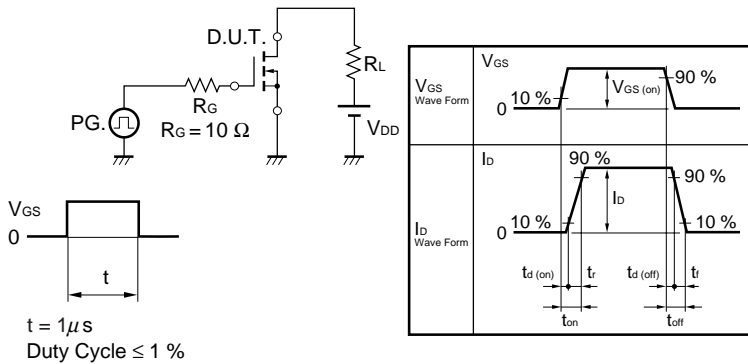 D.U.T.
RL
RG
PG.
RG = 10 Ω
VDD
VGS
0
t
t = 1μ s
Duty Cycle ≤ 1 %
VGS
Wave Form
VGS
10 %
0
VGS (on)
90 %
ID
Wave Form
ID
90 %
90 %
10 %
0
ID
10 %
td (on)
tr
td (off)
tf
ton
toff